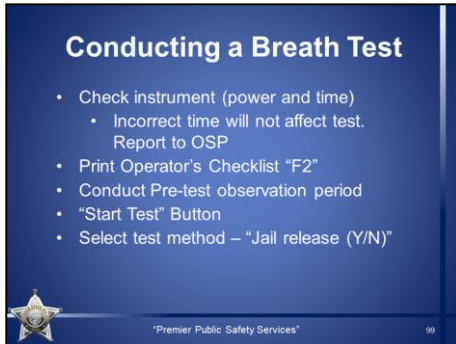 Conducting a Breath Test
• Check instrument (power and time)
• Incorrect time will not affect test.
Report to OSP
• Print Operator's Checklist “F2”
• Conduct Pre-test observation period
• “Start Test” Button
• Select test method – “Jail release (Y/N)”
“Premier Public Safety Services”
99